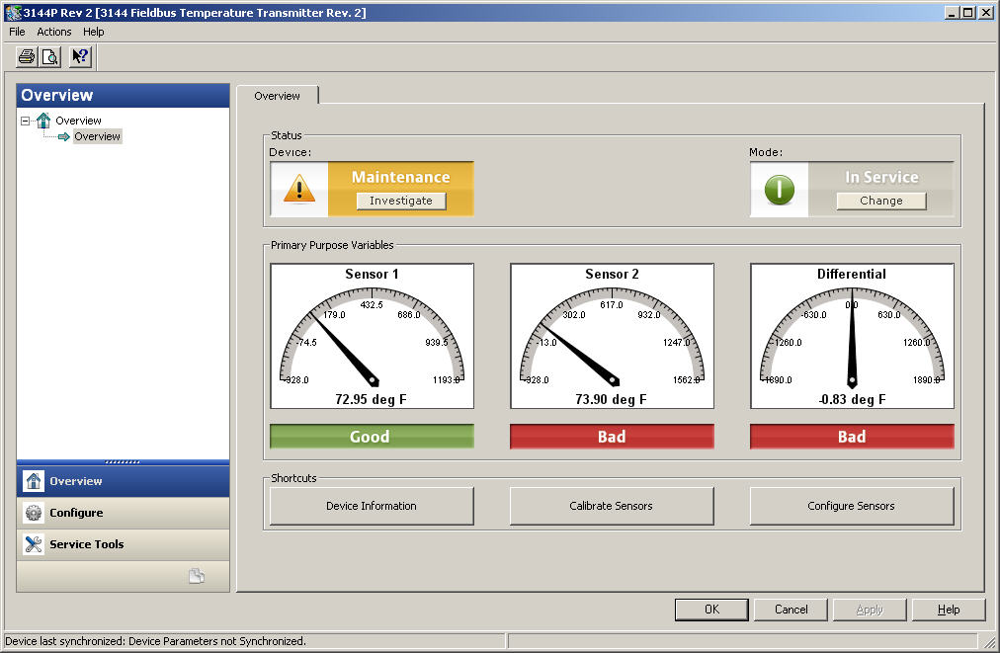 3144P Rev 2 [3144 Fieldbus Temperature Transmitter Rev. 2]
File Actions Help
Overview
Overview
Overview
Overview
Configure
Service Tools
Overview
Status
Device:
Maintenance
Investigate
Mode:
In Service
Change
Primary Purpose Variables
Sensor 1
432.5
179.0 686.0
-74.5 939.5
-328.0 1193.0
72.95 deg F
Good
Sensor 2
617.0
302.0 932.0
-13.0 1247.0
-328.0 1562.0
73.90 deg F
Bad
Differential
0.0
-630.0 630.0
-1260.0 1260.0
-1890.0 1890.0
-0.83 deg F
Bad
Shortcuts
Device Information
Calibrate Sensors
Configure Sensors
OK Cancel Apply Help
Device last synchronized: Device Parameters not Synchronized.